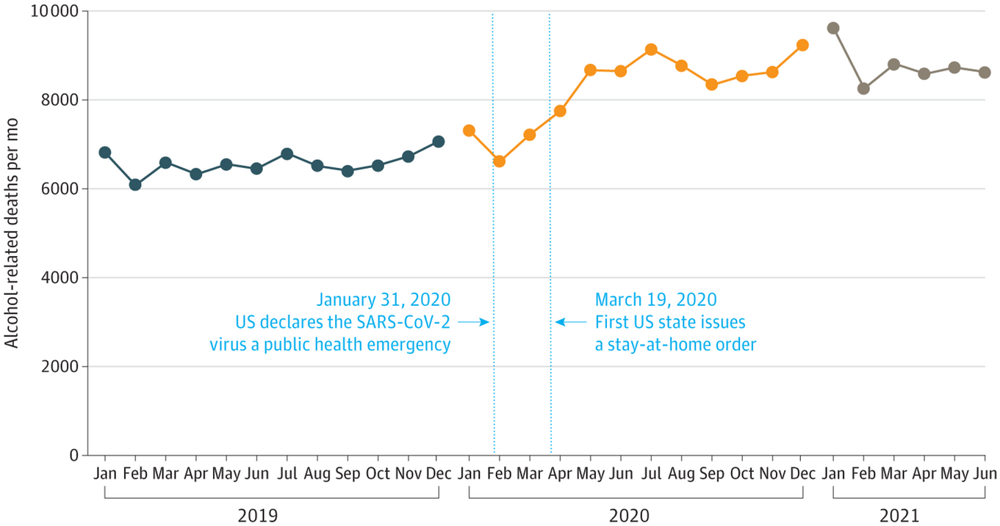 10 000
8000
6000
4000
2000
0
Alcohol-related deaths per mo
January 31, 2020
US declares the SARS-CoV-2
virus a public health emergency
March 19, 2020
First US state issues
a stay-at-home order
Jan Feb Mar Apr May Jun Jul Aug Sep Oct Nov Dec Jan Feb Mar Apr May Jun Jul Aug Sep Oct Nov Dec Jan Feb Mar Apr May Jun
2019 2020 2021